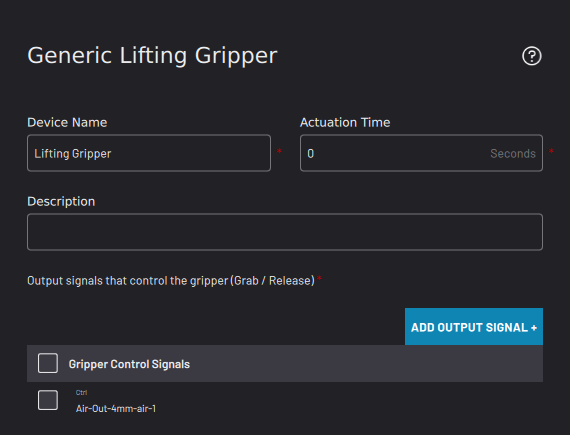 Generic Lifting Gripper ?
Device Name Actuation Time
Lifting Gripper * 0 Seconds *
Description
Output signals that control the gripper (Grab / Release) *
ADD OUTPUT SIGNAL +
Gripper Control Signals
Ctrl
Air-Out-4mm-air-1